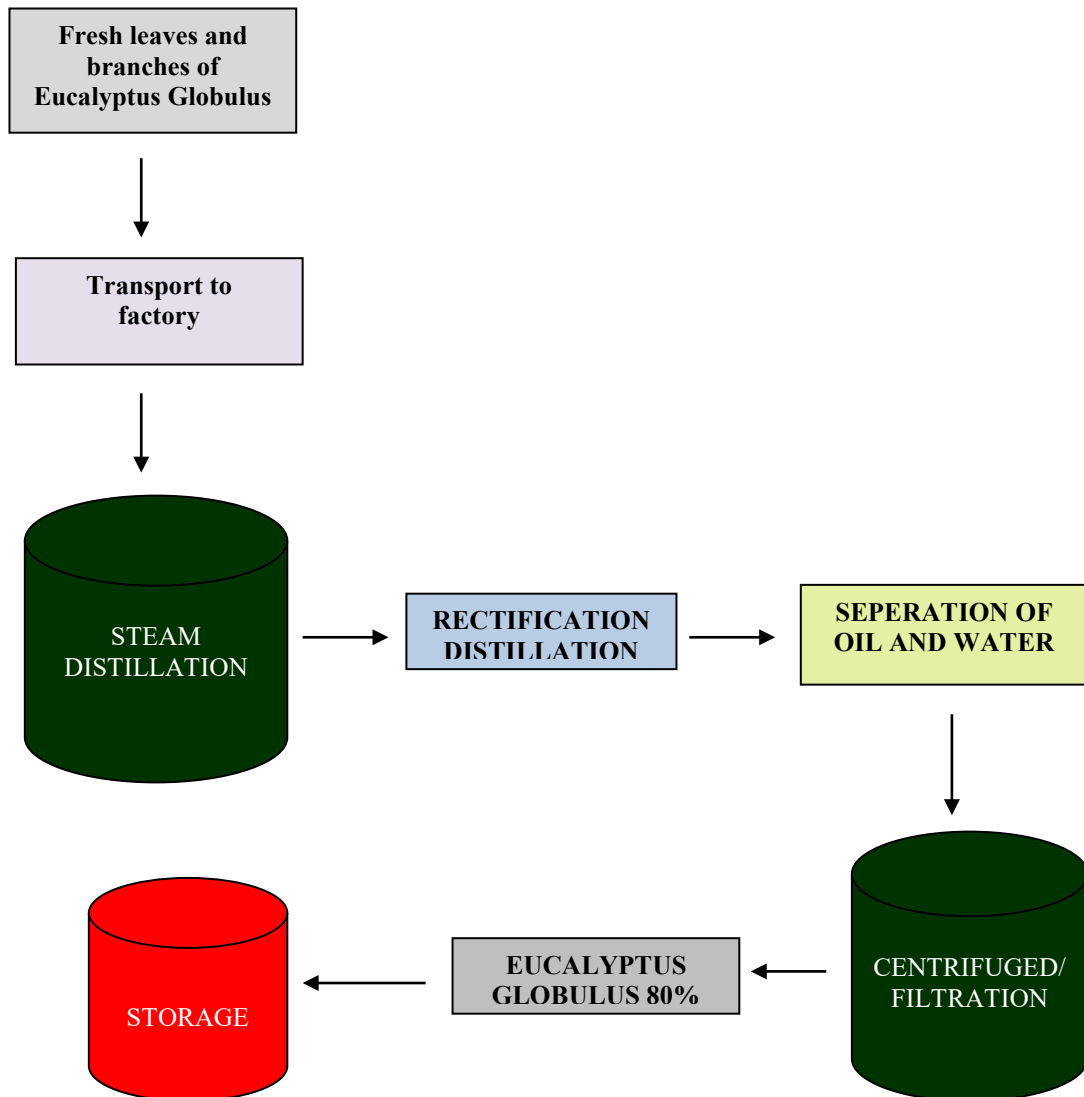 Fresh leaves and
branches of
Eucalyptus Globulus
Transport to
factory
STEAM
DISTILLATION
RECTIFICATION
DISTILLATION
SEPERATION OF
OIL AND WATER
CENTRIFUGED/
FILTRATION
EUCALYPTUS
GLOBULUS 80%
STORAGE